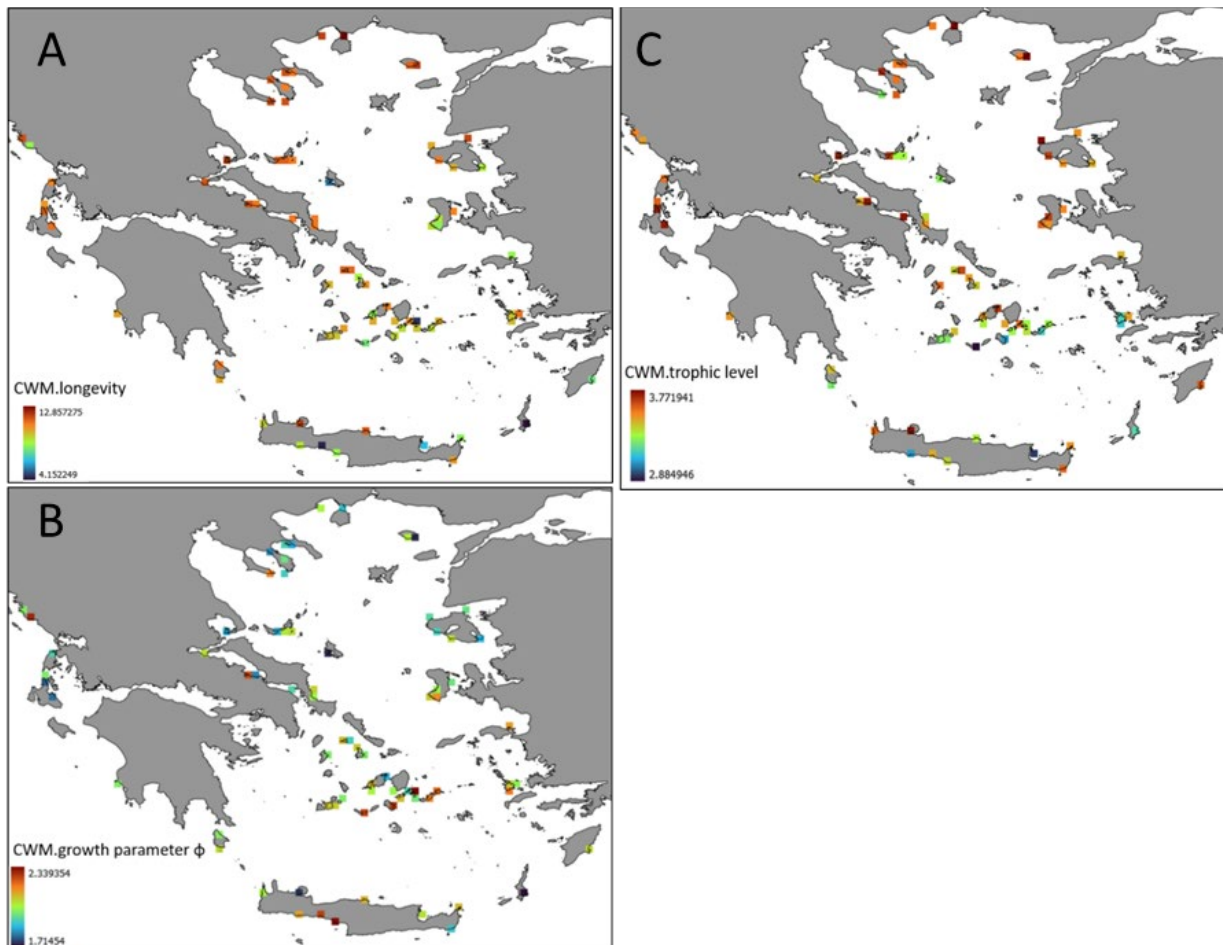 A
CWM.longevity
12.857275
4.152249
C
CWM.trophic level
3.771941
2.884946
B
CWM.growth parameter ϕ
2.339354
1.71454